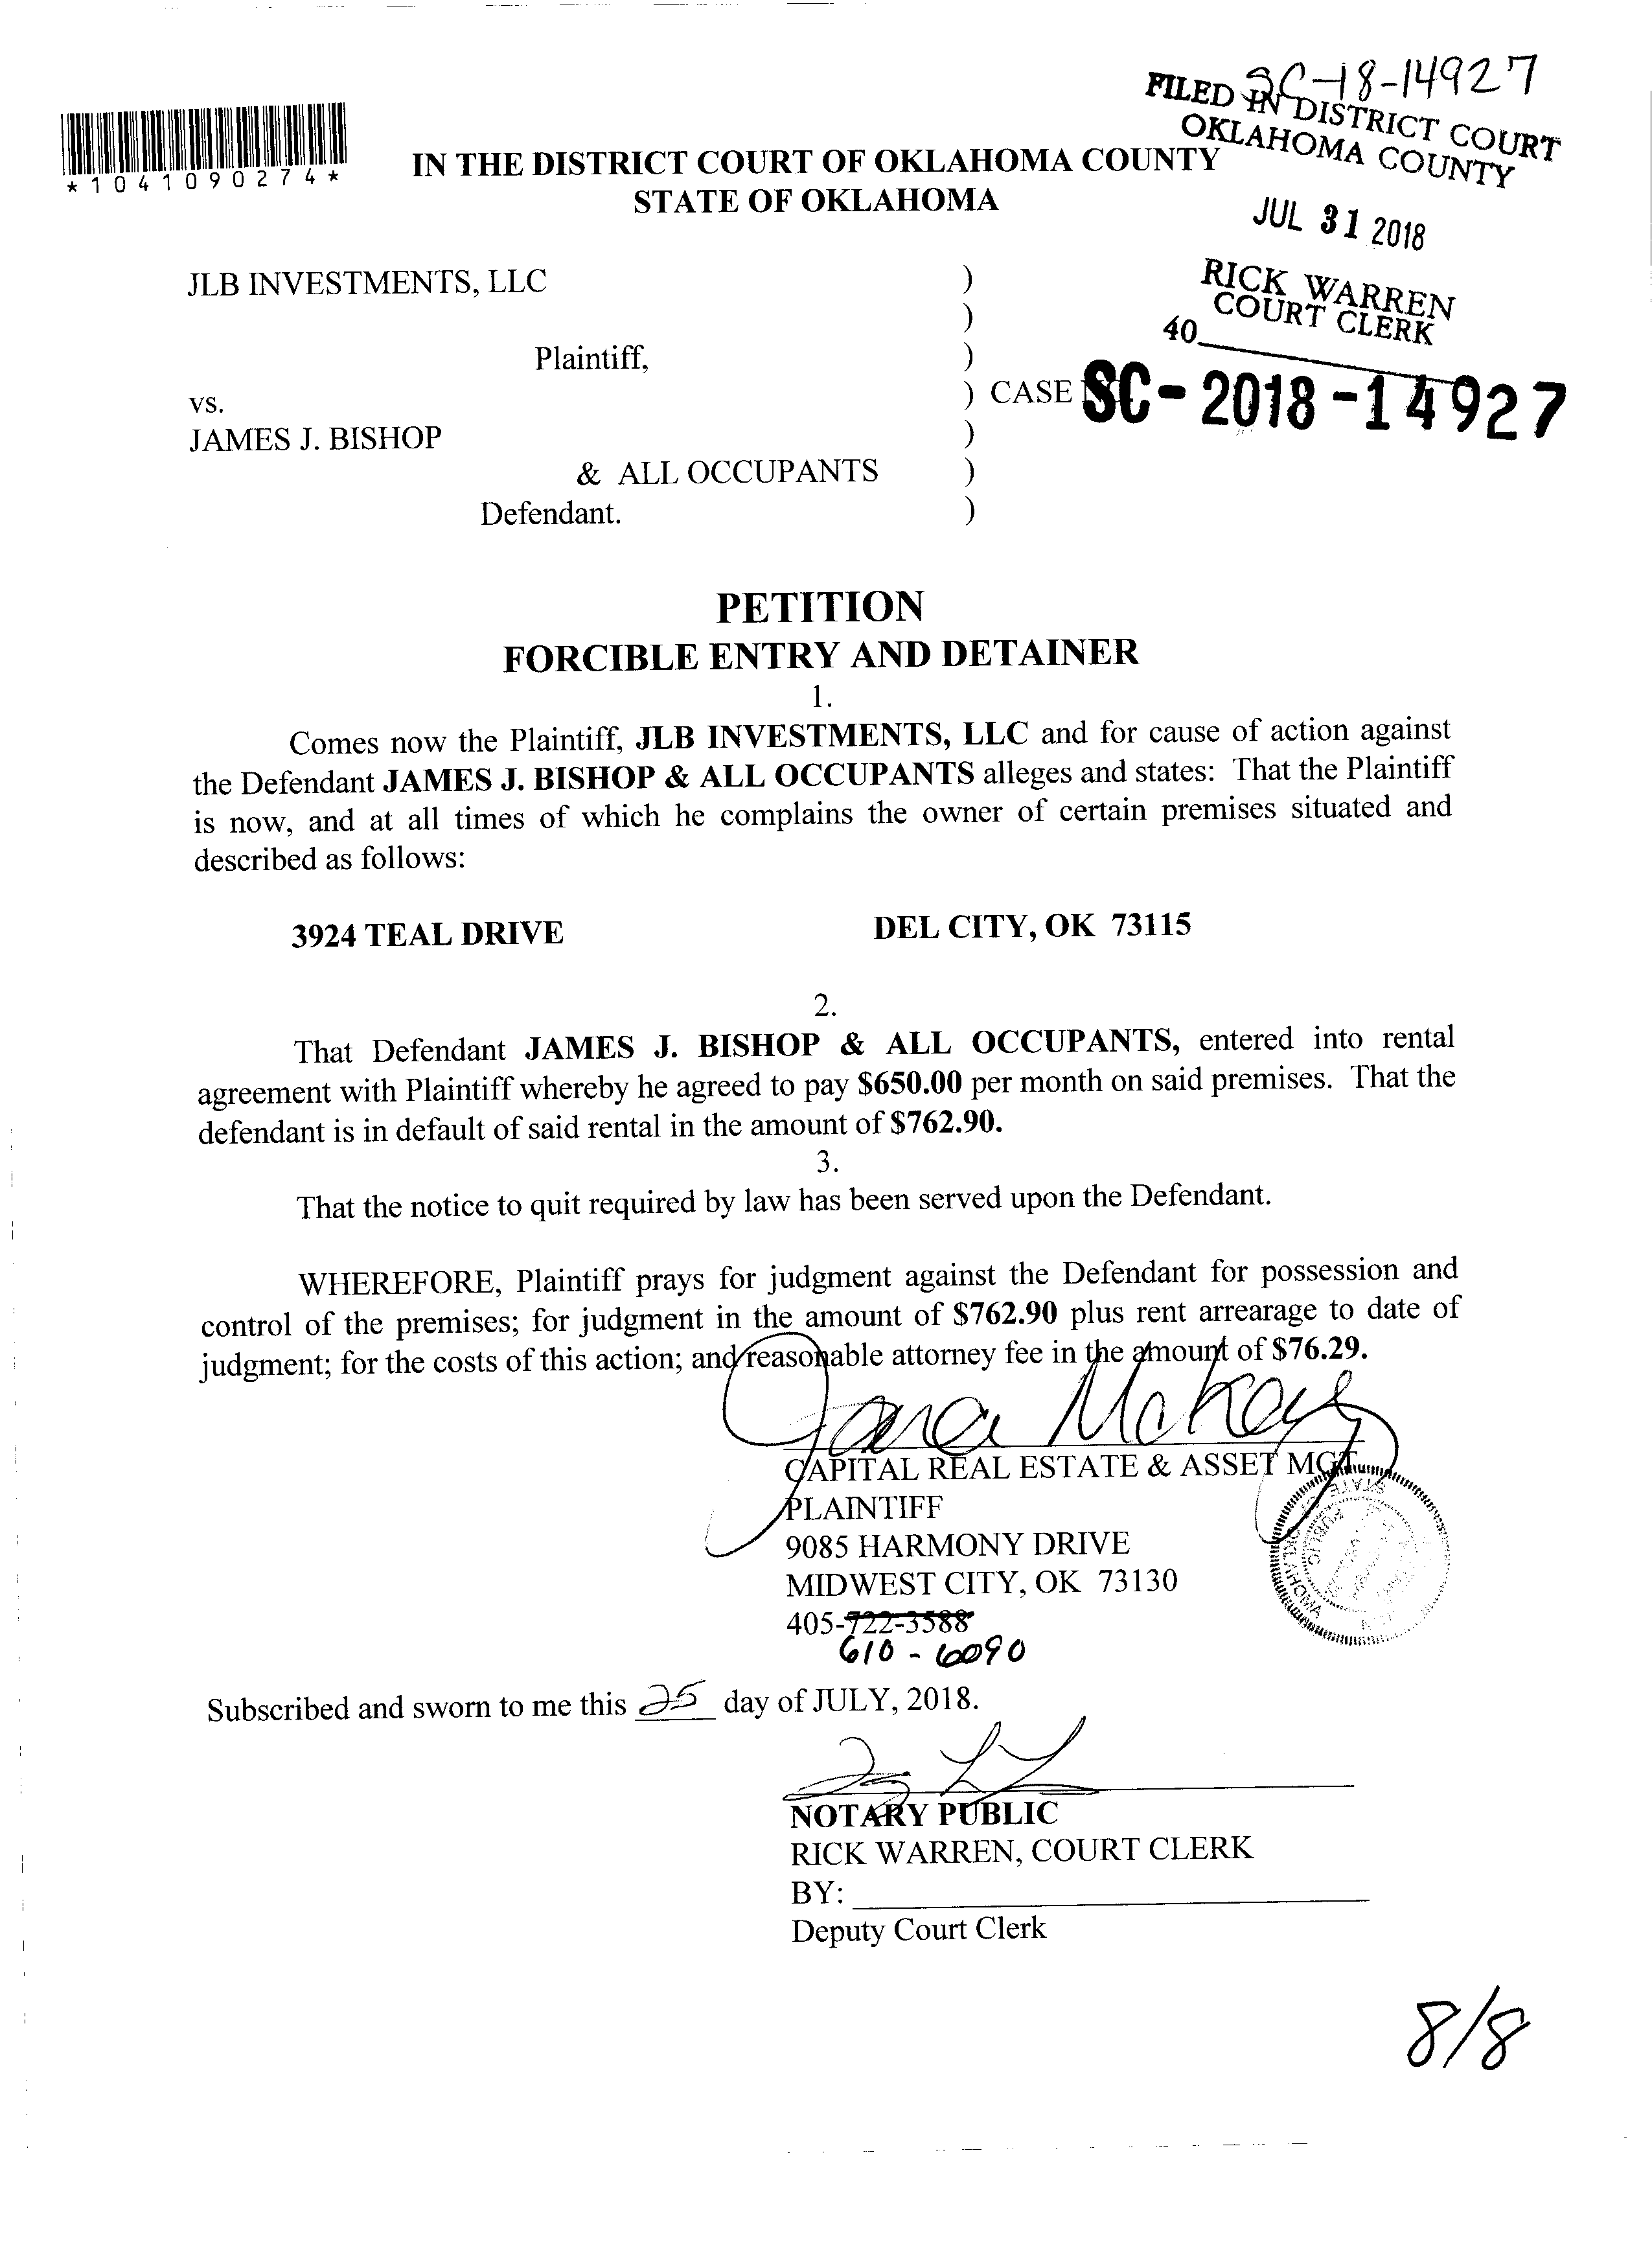 SC-18-14927
FILED IN DISTRICT COURT
OKLAHOMA COUNTY
JUL 31 2018
RICK WARREN
COURT CLERK
40
*1041090274*
IN THE DISTRICT COURT OF OKLAHOMA COUNTY
STATE OF OKLAHOMA
JLB INVESTMENTS, LLC )
)
Plaintiff, )
vs. ) CASE SC-2018-14927
JAMES J. BISHOP )
& ALL OCCUPANTS )
Defendant. )
PETITION
FORCIBLE ENTRY AND DETAINER
1.
Comes now the Plaintiff, JLB INVESTMENTS, LLC and for cause of action against
the Defendant JAMES J. BISHOP & ALL OCCUPANTS alleges and states: That the Plaintiff
is now, and at all times of which he complains the owner of certain premises situated and
described as follows:
3924 TEAL DRIVE DEL CITY, OK 73115
2.
That Defendant JAMES J. BISHOP & ALL OCCUPANTS, entered into rental
agreement with Plaintiff whereby he agreed to pay $650.00 per month on said premises. That the
defendant is in default of said rental in the amount of $762.90.
3.
That the notice to quit required by law has been served upon the Defendant.
WHEREFORE, Plaintiff prays for judgment against the Defendant for possession and
control of the premises; for judgment in the amount of $762.90 plus rent arrearage to date of
judgment; for the costs of this action; and reasonable attorney fee in the amount of $76.29.
CAPITAL REAL ESTATE & ASSET MGT
PLAINTIFF
9085 HARMONY DRIVE
MIDWEST CITY, OK 73130
405-722-3588
610-6090
STATE OKLAHOMA PUBLIC
Subscribed and sworn to me this 25 day of JULY, 2018.
NOTARY PUBLIC
RICK WARREN, COURT CLERK
BY:
Deputy Court Clerk
8/8